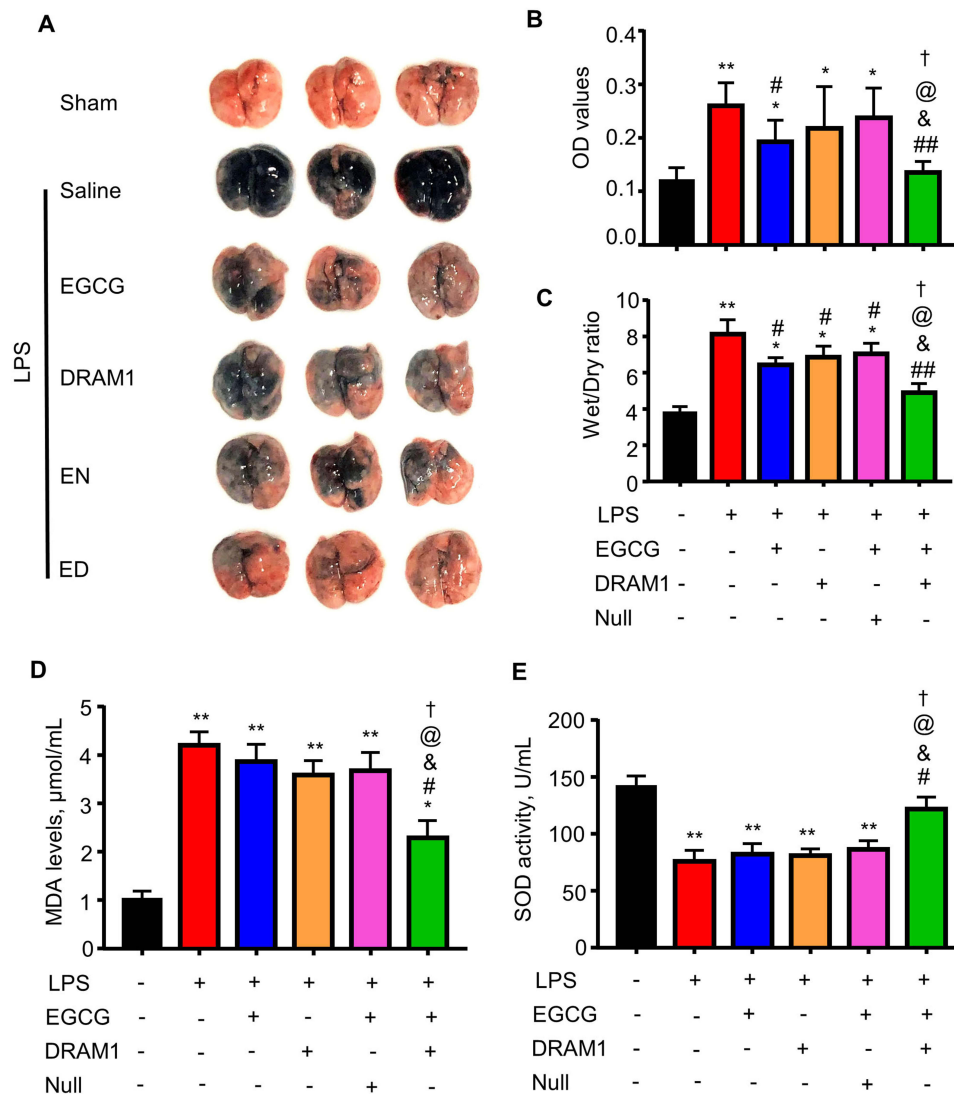 A
Sham
Saline
EGCG
DRAM1
EN
ED
LPS
B
OD values
0.4
0.3
0.2
0.1
0.0
**
#
*
*
*
†
@
&
##
C
Wet/Dry ratio
10
8
6
4
2
0
**
#
*
#
*
#
*
†
@
&
##
LPS - + + + + +
EGCG - - + - + +
DRAM1 - - - + - +
Null - - - - + -
D
MDA levels, μmol/mL
5
4
3
2
1
0
**
**
**
**
†
@
&
#
*
LPS - + + + + +
EGCG - - + - + +
DRAM1 - - - + - +
Null - - - - + -
E
SOD activity, U/mL
200
150
100
50
0
**
**
**
**
†
@
&
#
LPS - + + + + +
EGCG - - + - + +
DRAM1 - - - + - +
Null - - - - + -